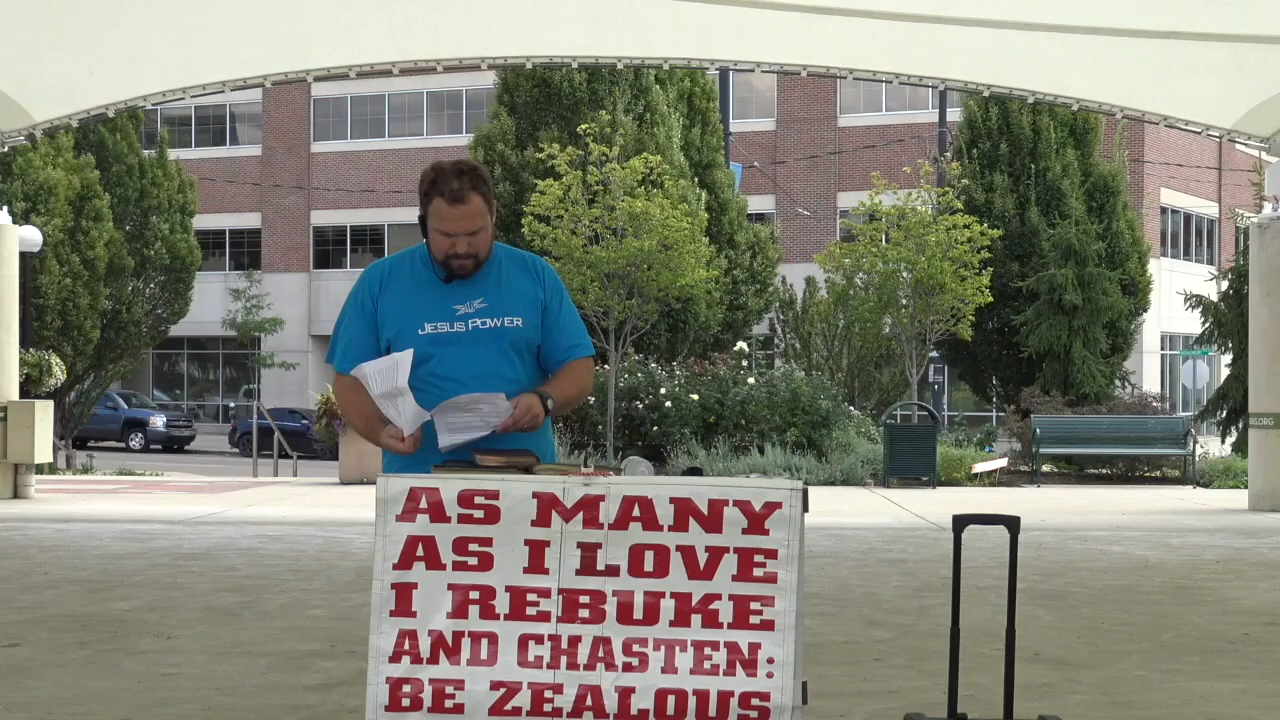 JESUS POWER
AS MANY
AS I LOVE
I REBUKE
AND CHASTEN:
BE ZEALOUS